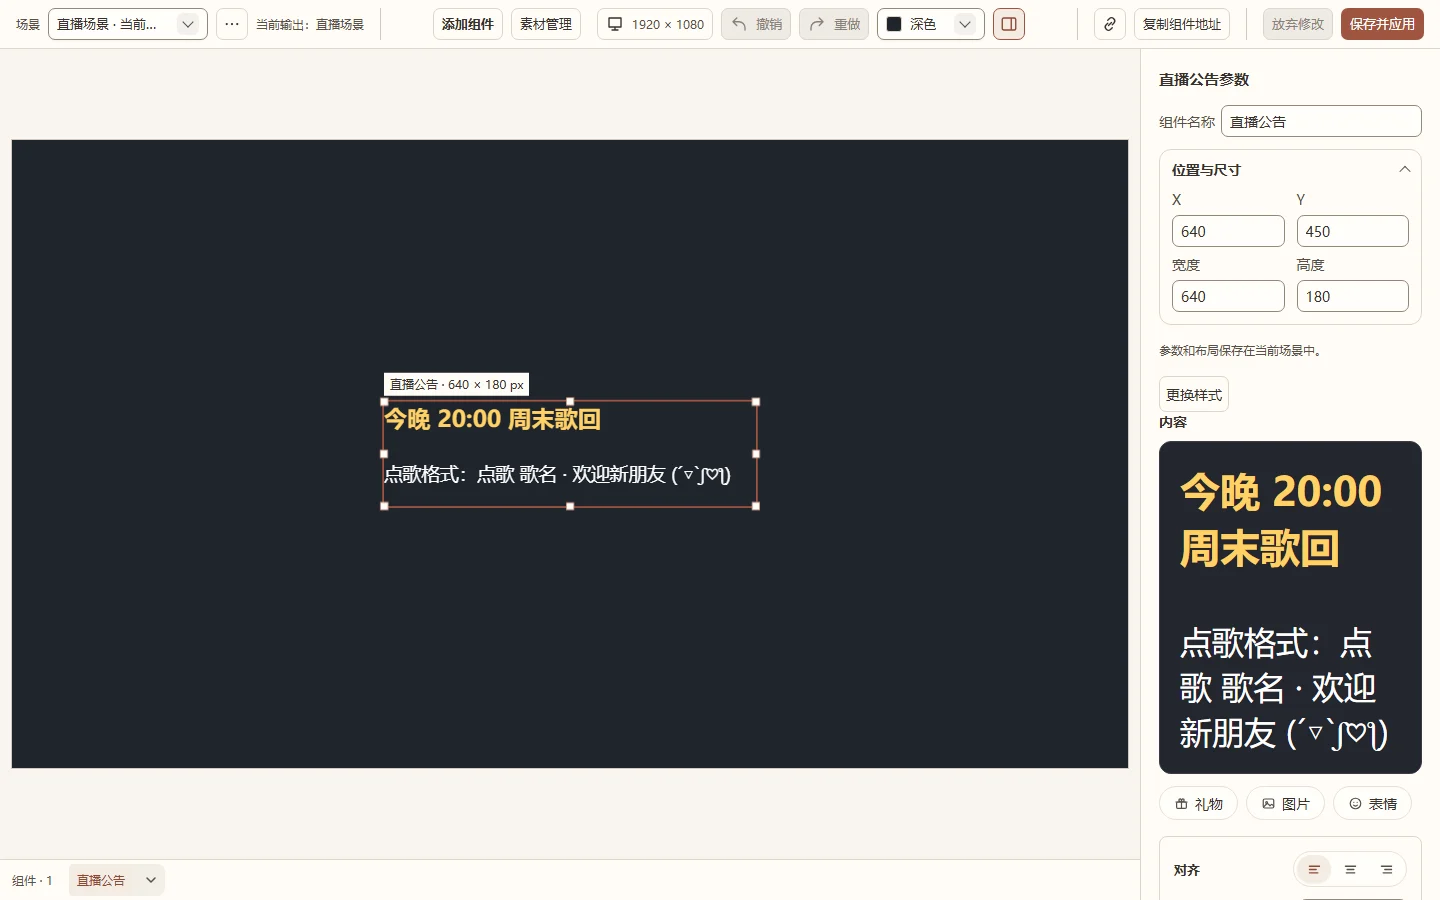 场景
直播场景 · 当前...
当前输出：直播场景
添加组件
素材管理
1920 × 1080
撤销
重做
深色
复制组件地址
放弃修改
保存并应用
直播公告参数
组件名称
直播公告
位置与尺寸
X
Y
640
450
宽度
高度
640
180
参数和布局保存在当前场景中。
更换样式
内容
今晚 20:00
周末歌回
点歌格式：点
歌 歌名 · 欢迎
新朋友 (´▿`ʃ♡ƪ)
礼物
图片
表情
对齐
直播公告 · 640 × 180 px
今晚 20:00 周末歌回
点歌格式：点歌 歌名 · 欢迎新朋友 (´▿`ʃ♡ƪ)
组件 · 1
直播公告